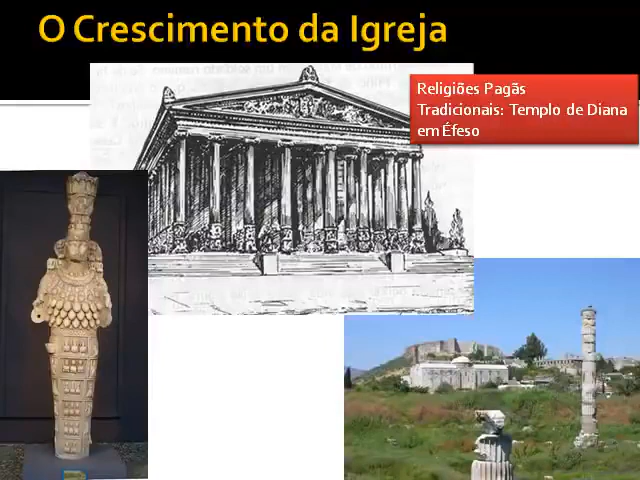 O Crescimento da Igreja
Religiões Pagãs
Tradicionais: Templo de Diana
em Éfeso